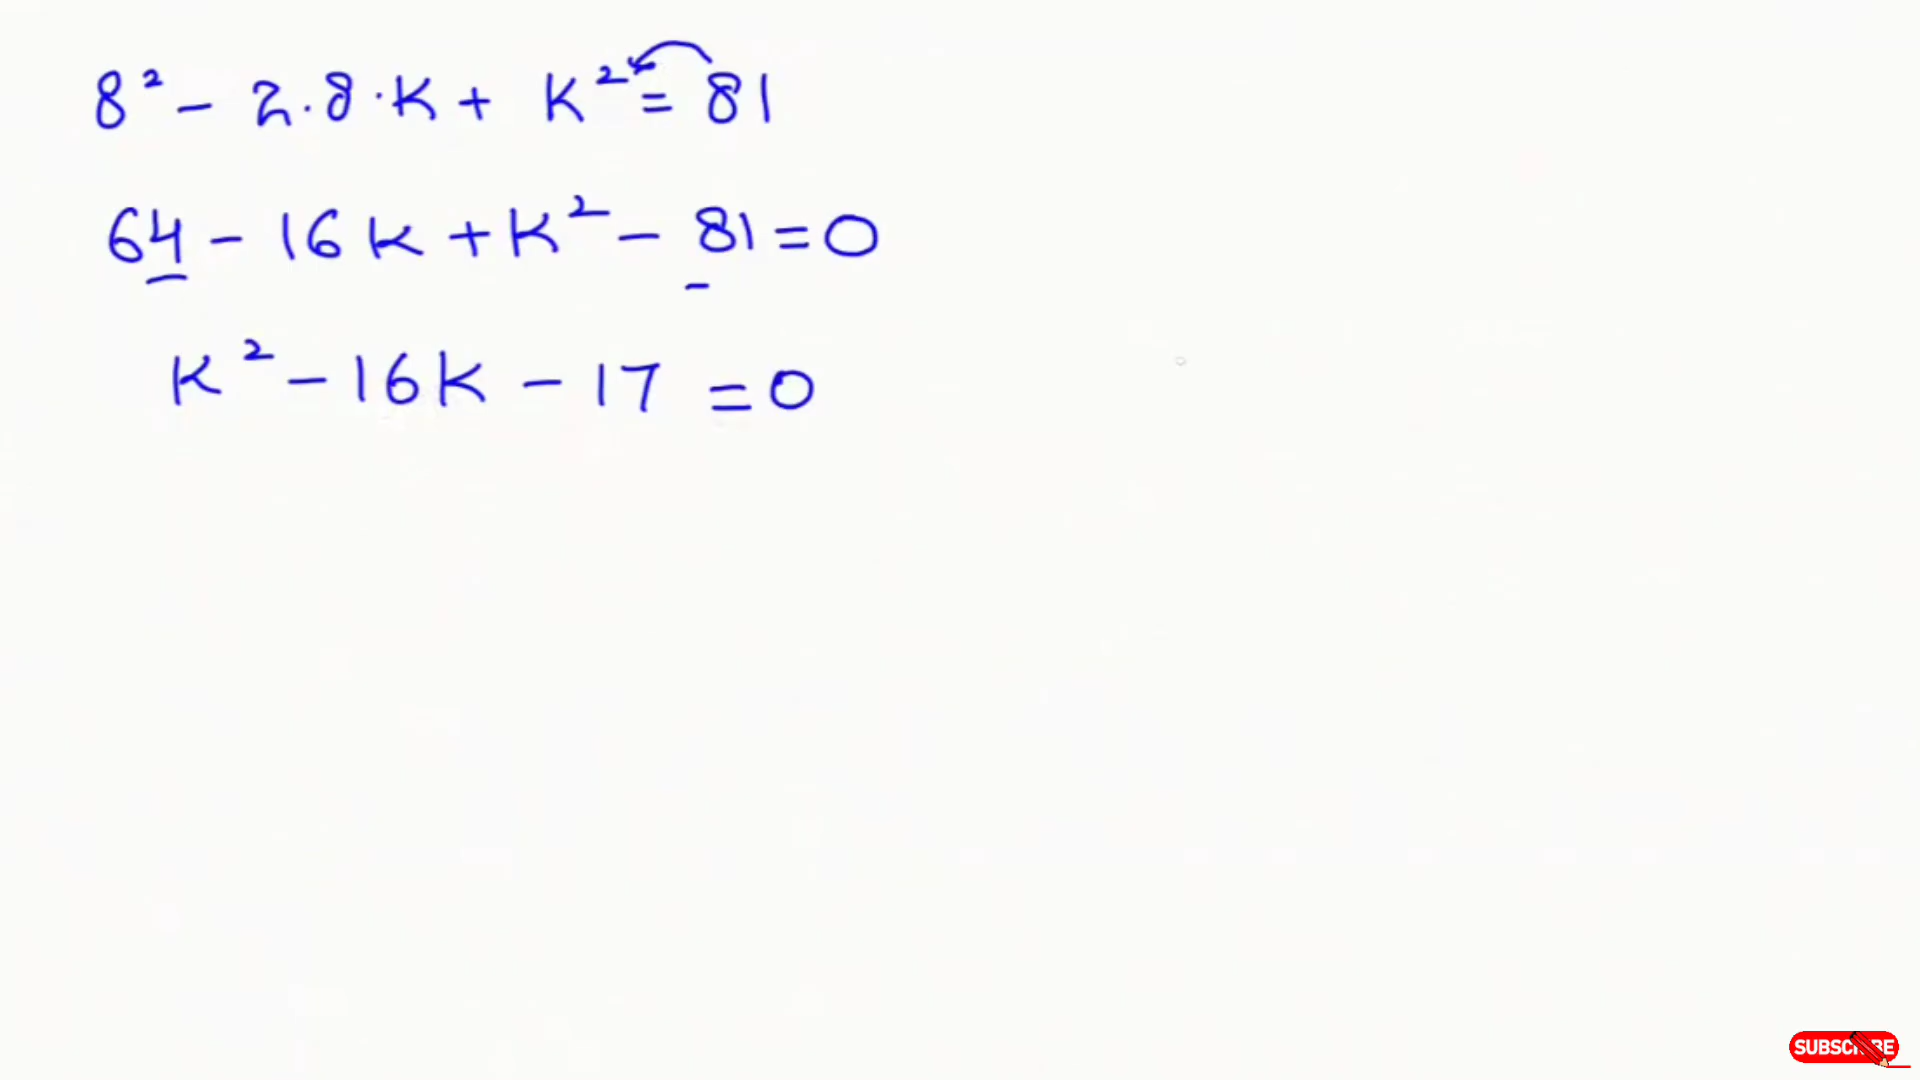 8² - 2.8.K + K² = 81
64 - 16K + K² - 81 = 0
K² - 16K - 17 = 0
SUBSCRIBE